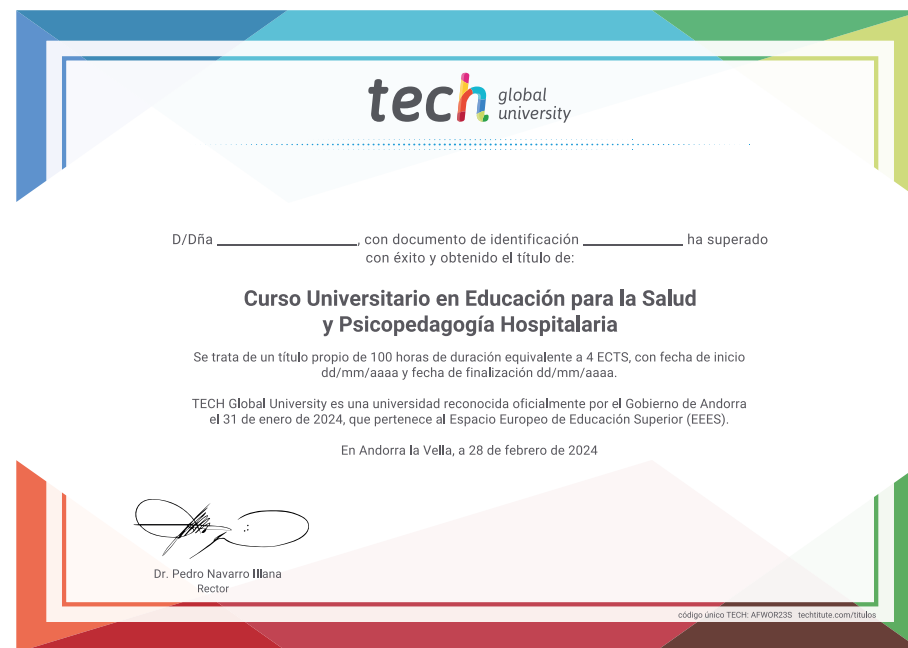 tech global university
D/Dña ____________________, con documento de identificación ______________ ha superado
con éxito y obtenido el título de:
Curso Universitario en Educación para la Salud
y Psicopedagogía Hospitalaria
Se trata de un título propio de 100 horas de duración equivalente a 4 ECTS, con fecha de inicio
dd/mm/aaaa y fecha de finalización dd/mm/aaaa.
TECH Global University es una universidad reconocida oficialmente por el Gobierno de Andorra
el 31 de enero de 2024, que pertenece al Espacio Europeo de Educación Superior (EEES).
En Andorra la Vella, a 28 de febrero de 2024
Dr. Pedro Navarro Illana
Rector
código único TECH: AFWOR23S techtitute.com/titulos